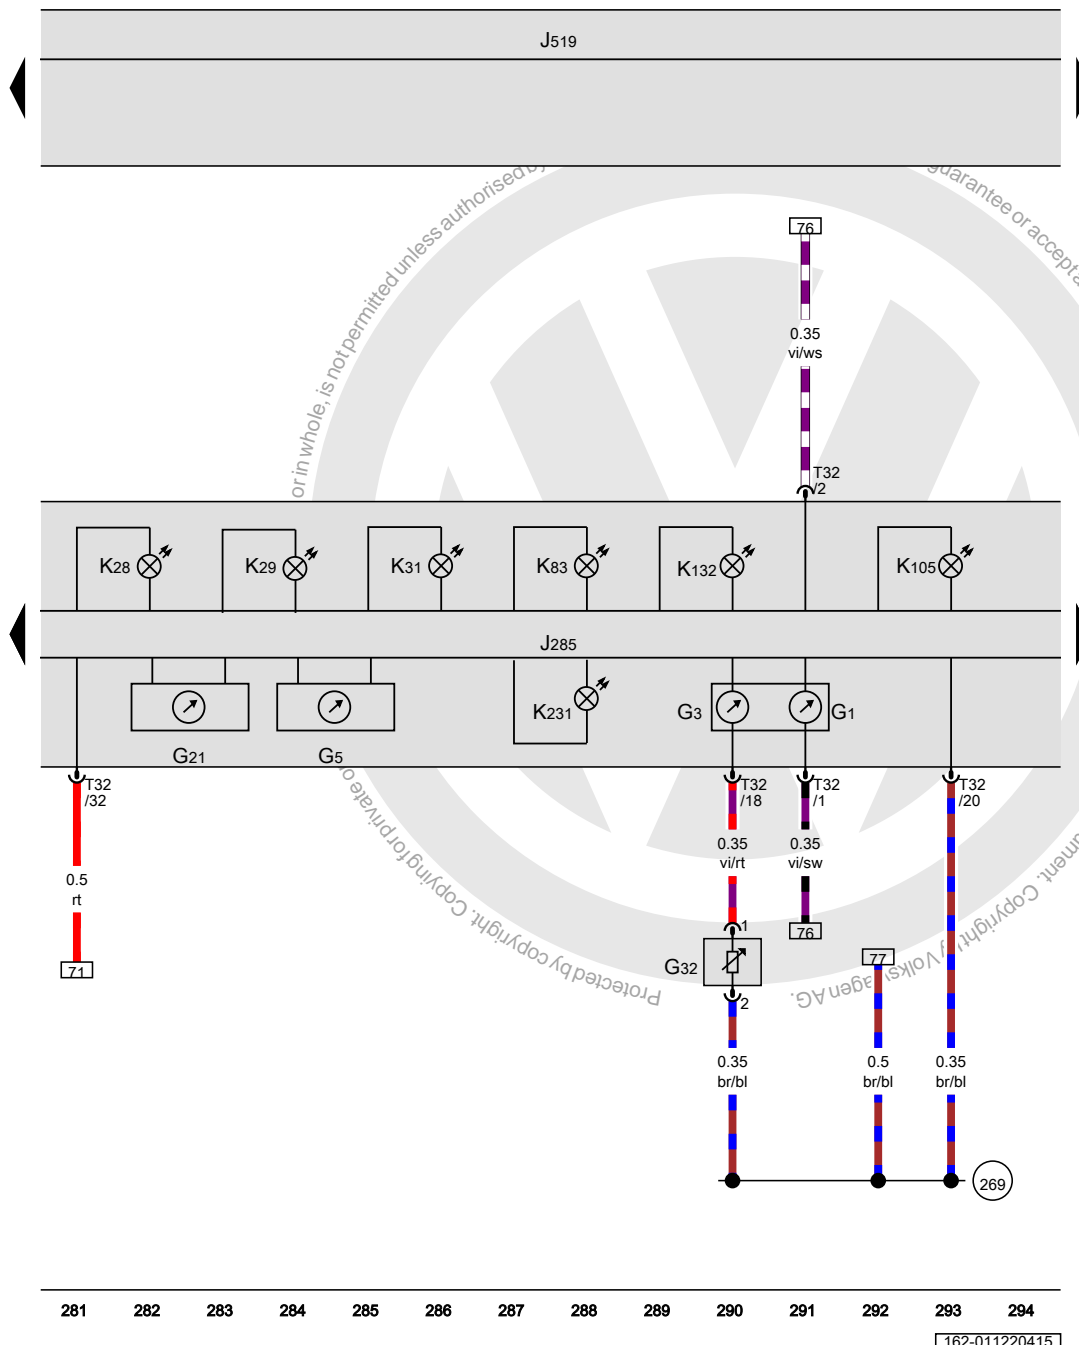 J519
or in whole, is not permitted unless authorised by
guarantee or accept a
76
0.35
vi/ws
T32
/2
K28
K29
K31
K83
K132
K105
J285
G21
G5
K231
G3
G1
T32
/32
T32
/18
T32
/1
T32
/20
0.5
rt
0.35
vi/rt
0.35
vi/sw
71
1
76
G32
77
2
0.35
br/bl
0.5
br/bl
0.35
br/bl
269
Protected by copyright. Copying for private o
ument. Copyright by Volkswagen AG.
281 282 283 284 285 286 287 288 289 290 291 292 293 294
162-011220415